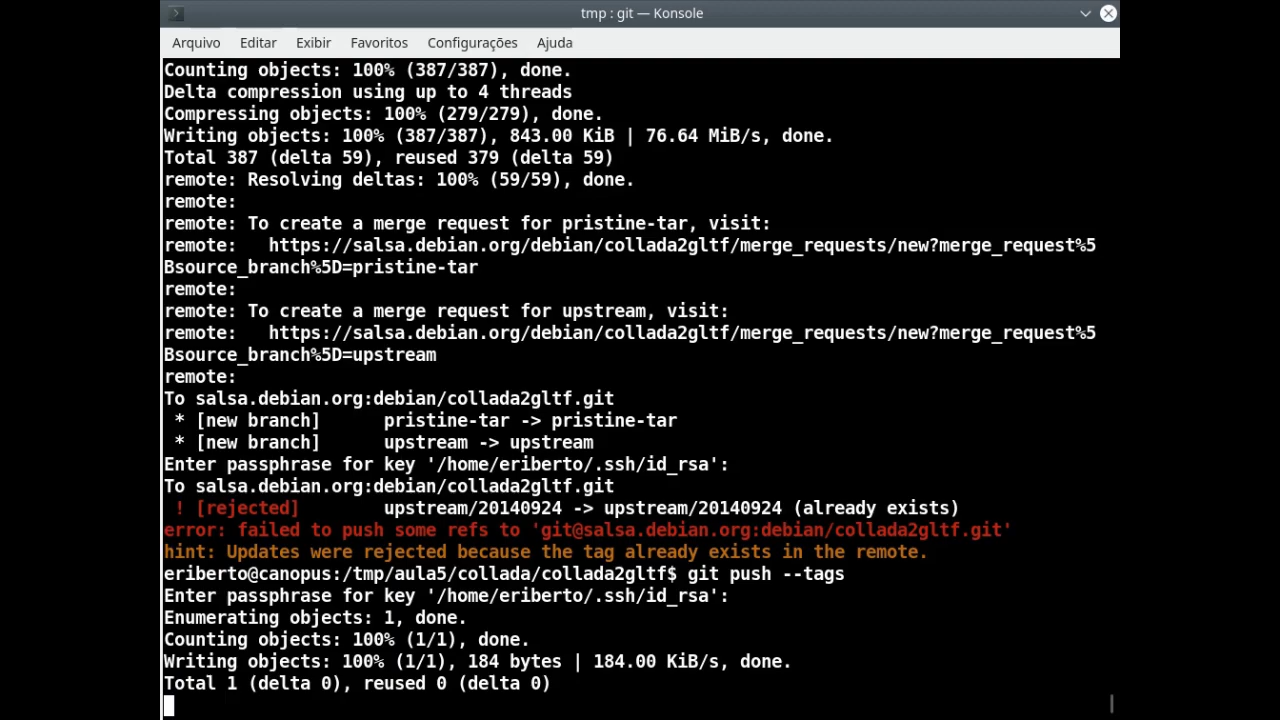 tmp : git — Konsole
Arquivo Editar Exibir Favoritos Configurações Ajuda
Counting objects: 100% (387/387), done.
Delta compression using up to 4 threads
Compressing objects: 100% (279/279), done.
Writing objects: 100% (387/387), 843.00 KiB | 76.64 MiB/s, done.
Total 387 (delta 59), reused 379 (delta 59)
remote: Resolving deltas: 100% (59/59), done.
remote:
remote: To create a merge request for pristine-tar, visit:
remote:   https://salsa.debian.org/debian/collada2gltf/merge_requests/new?merge_request%5
Bsource_branch%5D=pristine-tar
remote:
remote: To create a merge request for upstream, visit:
remote:   https://salsa.debian.org/debian/collada2gltf/merge_requests/new?merge_request%5
Bsource_branch%5D=upstream
remote:
To salsa.debian.org:debian/collada2gltf.git
 * [new branch]      pristine-tar -> pristine-tar
 * [new branch]      upstream -> upstream
Enter passphrase for key '/home/eriberto/.ssh/id_rsa':
To salsa.debian.org:debian/collada2gltf.git
 ! [rejected]        upstream/20140924 -> upstream/20140924 (already exists)
error: failed to push some refs to 'git@salsa.debian.org:debian/collada2gltf.git'
hint: Updates were rejected because the tag already exists in the remote.
eriberto@canopus:/tmp/aula5/collada/collada2gltf$ git push --tags
Enter passphrase for key '/home/eriberto/.ssh/id_rsa':
Enumerating objects: 1, done.
Counting objects: 100% (1/1), done.
Writing objects: 100% (1/1), 184 bytes | 184.00 KiB/s, done.
Total 1 (delta 0), reused 0 (delta 0)